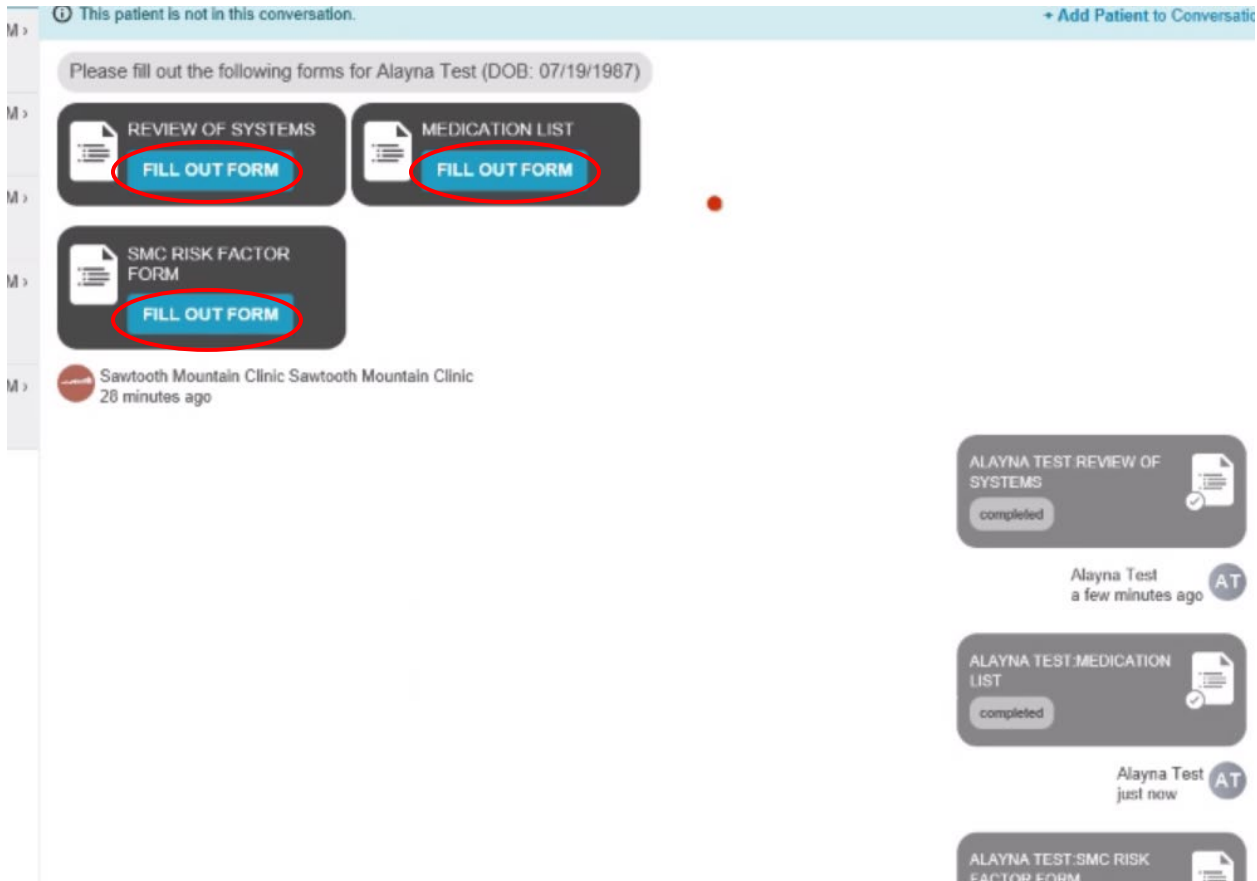 This patient is not in this conversation.
+ Add Patient to Conversatio
M ›
Please fill out the following forms for Alayna Test (DOB: 07/19/1987)
M ›
REVIEW OF SYSTEMS
FILL OUT FORM
MEDICATION LIST
FILL OUT FORM
M ›
SMC RISK FACTOR
FORM
FILL OUT FORM
M ›
Sawtooth Mountain Clinic Sawtooth Mountain Clinic
28 minutes ago
M ›
ALAYNA TEST:REVIEW OF
SYSTEMS
completed
Alayna Test
a few minutes ago
AT
ALAYNA TEST:MEDICATION
LIST
completed
Alayna Test
just now
AT
ALAYNA TEST:SMC RISK
FACTOR FORM